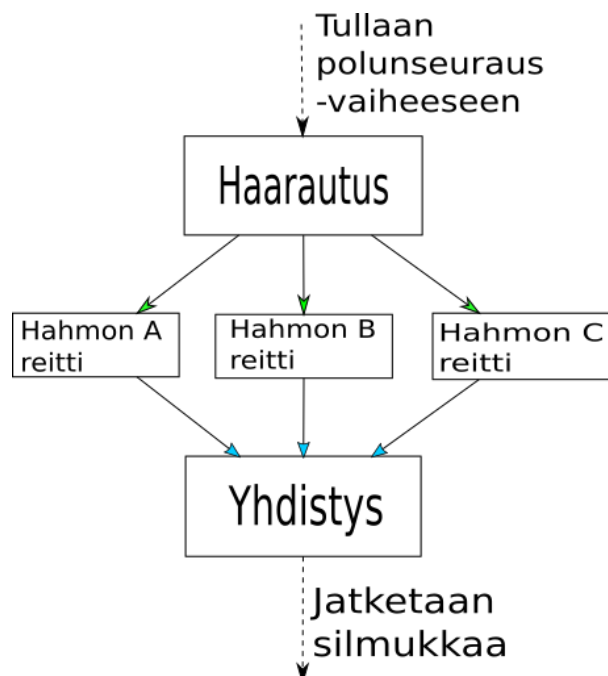 Tullaan
polunseuraus
-vaiheeseen
Haarautus
Hahmon A
reitti
Hahmon B
reitti
Hahmon C
reitti
Yhdistys
Jatketaan
silmukkaa